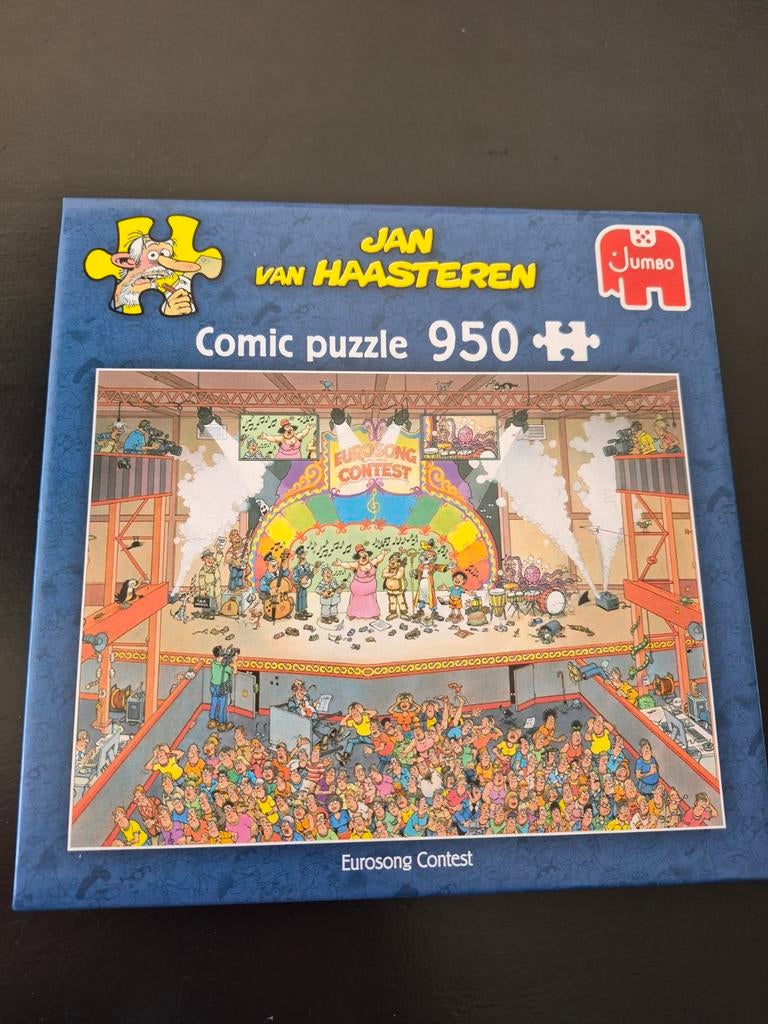 JAN
VAN HAASTEREN
Jumbo
Comic puzzle 950
EUROSONG
CONTEST
Eurosong Contest